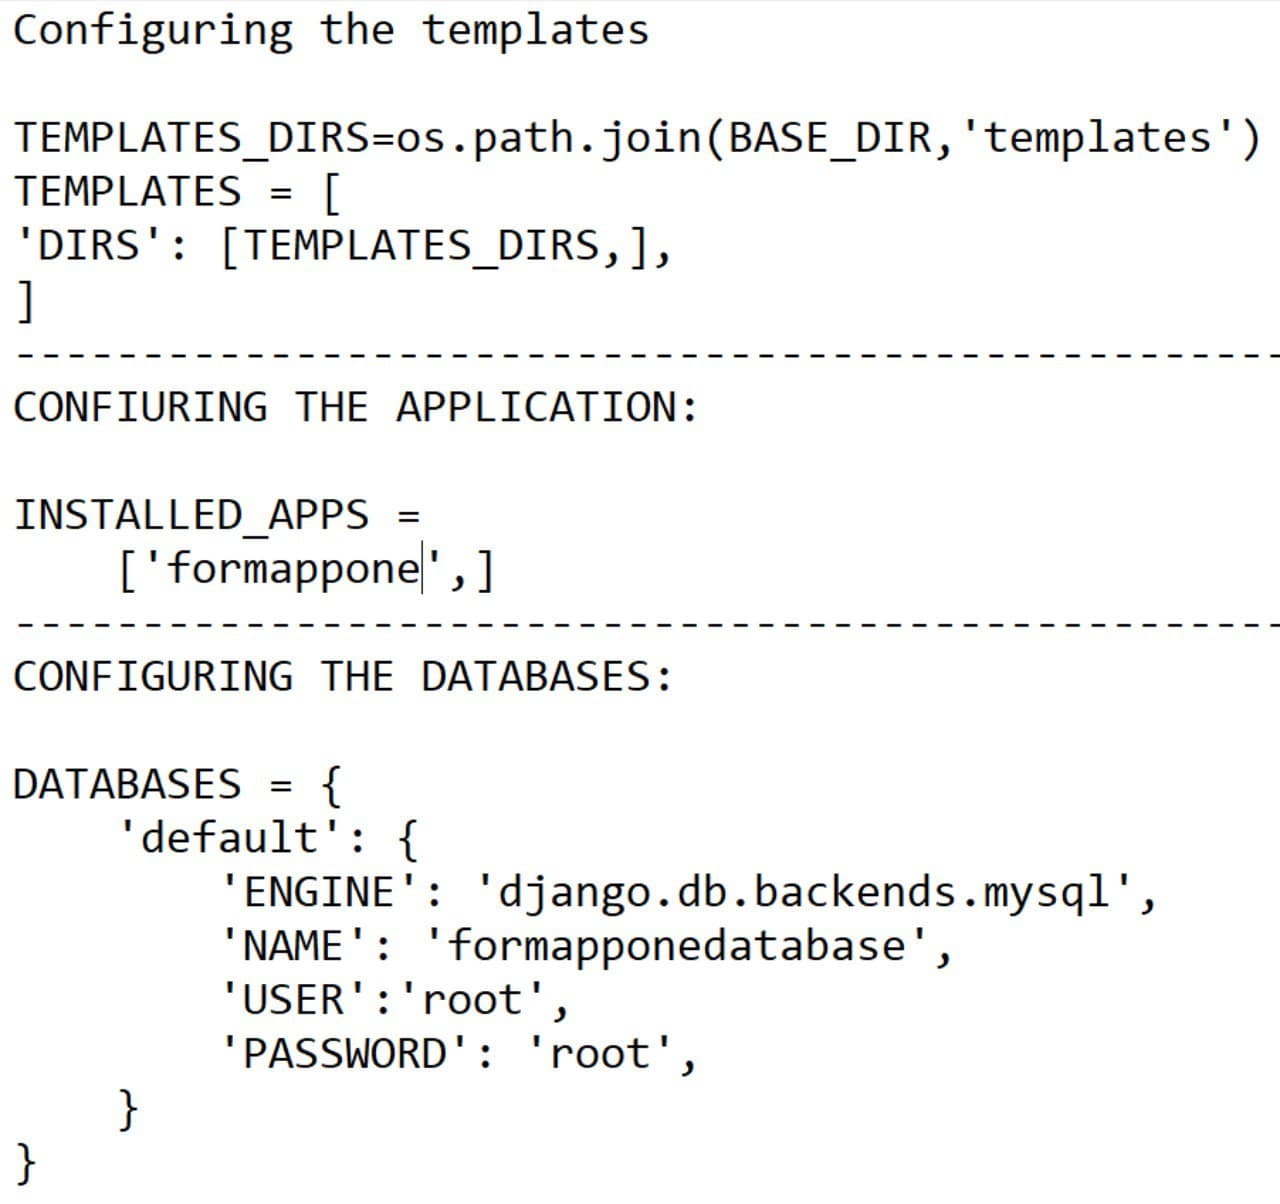 Configuring the templates
TEMPLATES_DIRS=os.path.join(BASE_DIR,'templates')
TEMPLATES = [
'DIRS': [TEMPLATES_DIRS,],
]
---------------------------------------------------
CONFIURING THE APPLICATION:
INSTALLED_APPS =
    ['formappone',]
---------------------------------------------------
CONFIGURING THE DATABASES:
DATABASES = {
    'default': {
        'ENGINE': 'django.db.backends.mysql',
        'NAME': 'formapponedatabase',
        'USER':'root',
        'PASSWORD': 'root',
    }
}